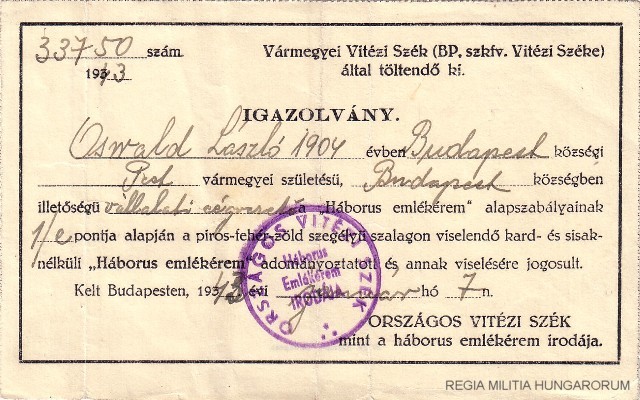 33750 szám
1943
Vármegyei Vitézi Szék (BP, szkfv. Vitézi Széke)
által töltendő ki.
IGAZOLVÁNY.
Oswald László 1904 évben Budapest községi
Pest vármegyei születésü, Budapest községben
illetőségü vállalati cégvezető a „Háborus emlékérem" alapszabályainak
1/e pontja alapján a piros-fehér-zöld szegélyü szalagon viselendő kard- és sisak-
nélküli „Háborus emlékérem" adományoztatott és annak viselésére jogosult.
Kelt Budapesten, 1943 évi január hó 7 n.
ORSZÁGOS VITÉZI SZÉK
mint a háborus emlékérem irodája.
ORSZÁGOS VITÉZI SZÉK
Háborus
Emlékérem
IRODÁJA
REGIA MILITIA HUNGARORUM